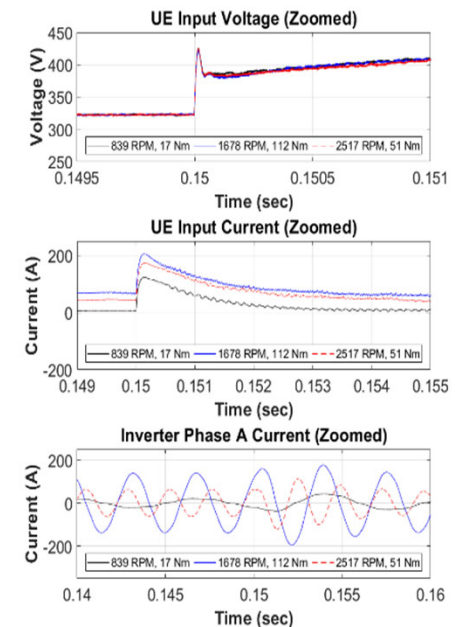 UE Input Voltage (Zoomed)
450
400
350
300
250
Voltage (V)
839 RPM, 17 Nm 1678 RPM, 112 Nm 2517 RPM, 51 Nm
0.1495 0.15 0.1505 0.151
Time (sec)
UE Input Current (Zoomed)
200
0
-200
Current (A)
839 RPM, 17 Nm 1678 RPM, 112 Nm 2517 RPM, 51 Nm
0.149 0.15 0.151 0.152 0.153 0.154 0.155
Time (sec)
Inverter Phase A Current (Zoomed)
200
0
-200
Current (A)
839 RPM, 17 Nm 1678 RPM, 112 Nm 2517 RPM, 51 Nm
0.14 0.145 0.15 0.155 0.16
Time (sec)